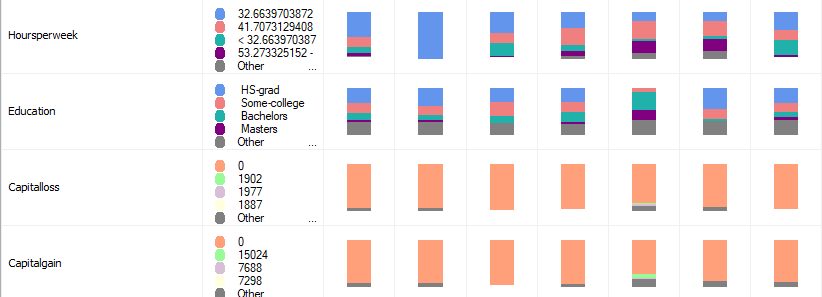 Hoursperweek
32.6639703872
41.7073129408
< 32.663970387
53.273325152 -
Other ...
Education
HS-grad
Some-college
Bachelors
Masters
Other ...
Capitalloss
0
1902
1977
1887
Other ...
Capitalgain
0
15024
7688
7298
Other